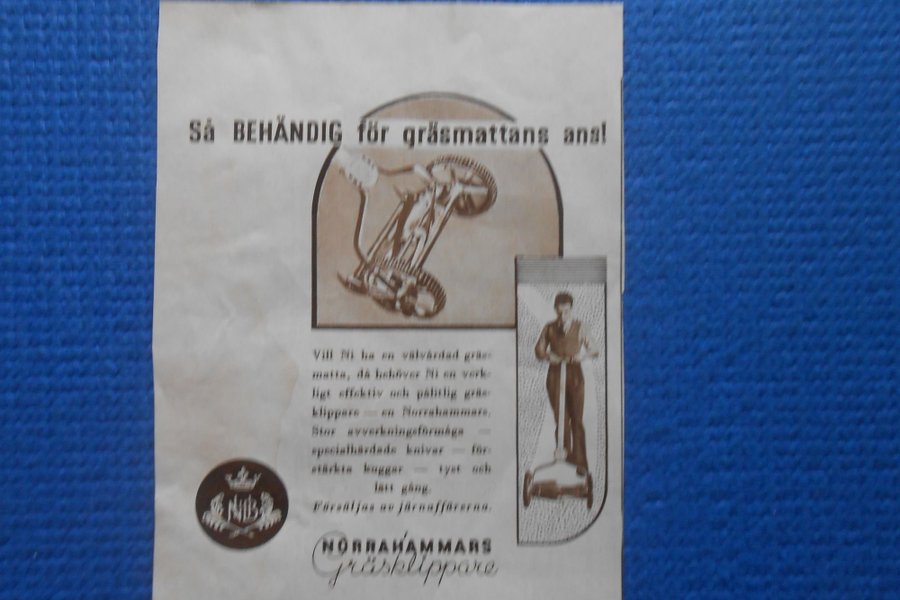 Så BEHÄNDIG för gräsmattans ans!
Vill Ni ha en välvårdad gräs-
matta, då behöver Ni en verk-
ligt effektiv och pålitlig gräs-
klippare — en Norrahammars.
Stor avverkningsförmåga —
specialhärdade knivar — för-
stärkta kuggar — tyst och
lätt gång.
Försäljas av järnaffärerna.
NORRAHAMMARS
Gräsklippare